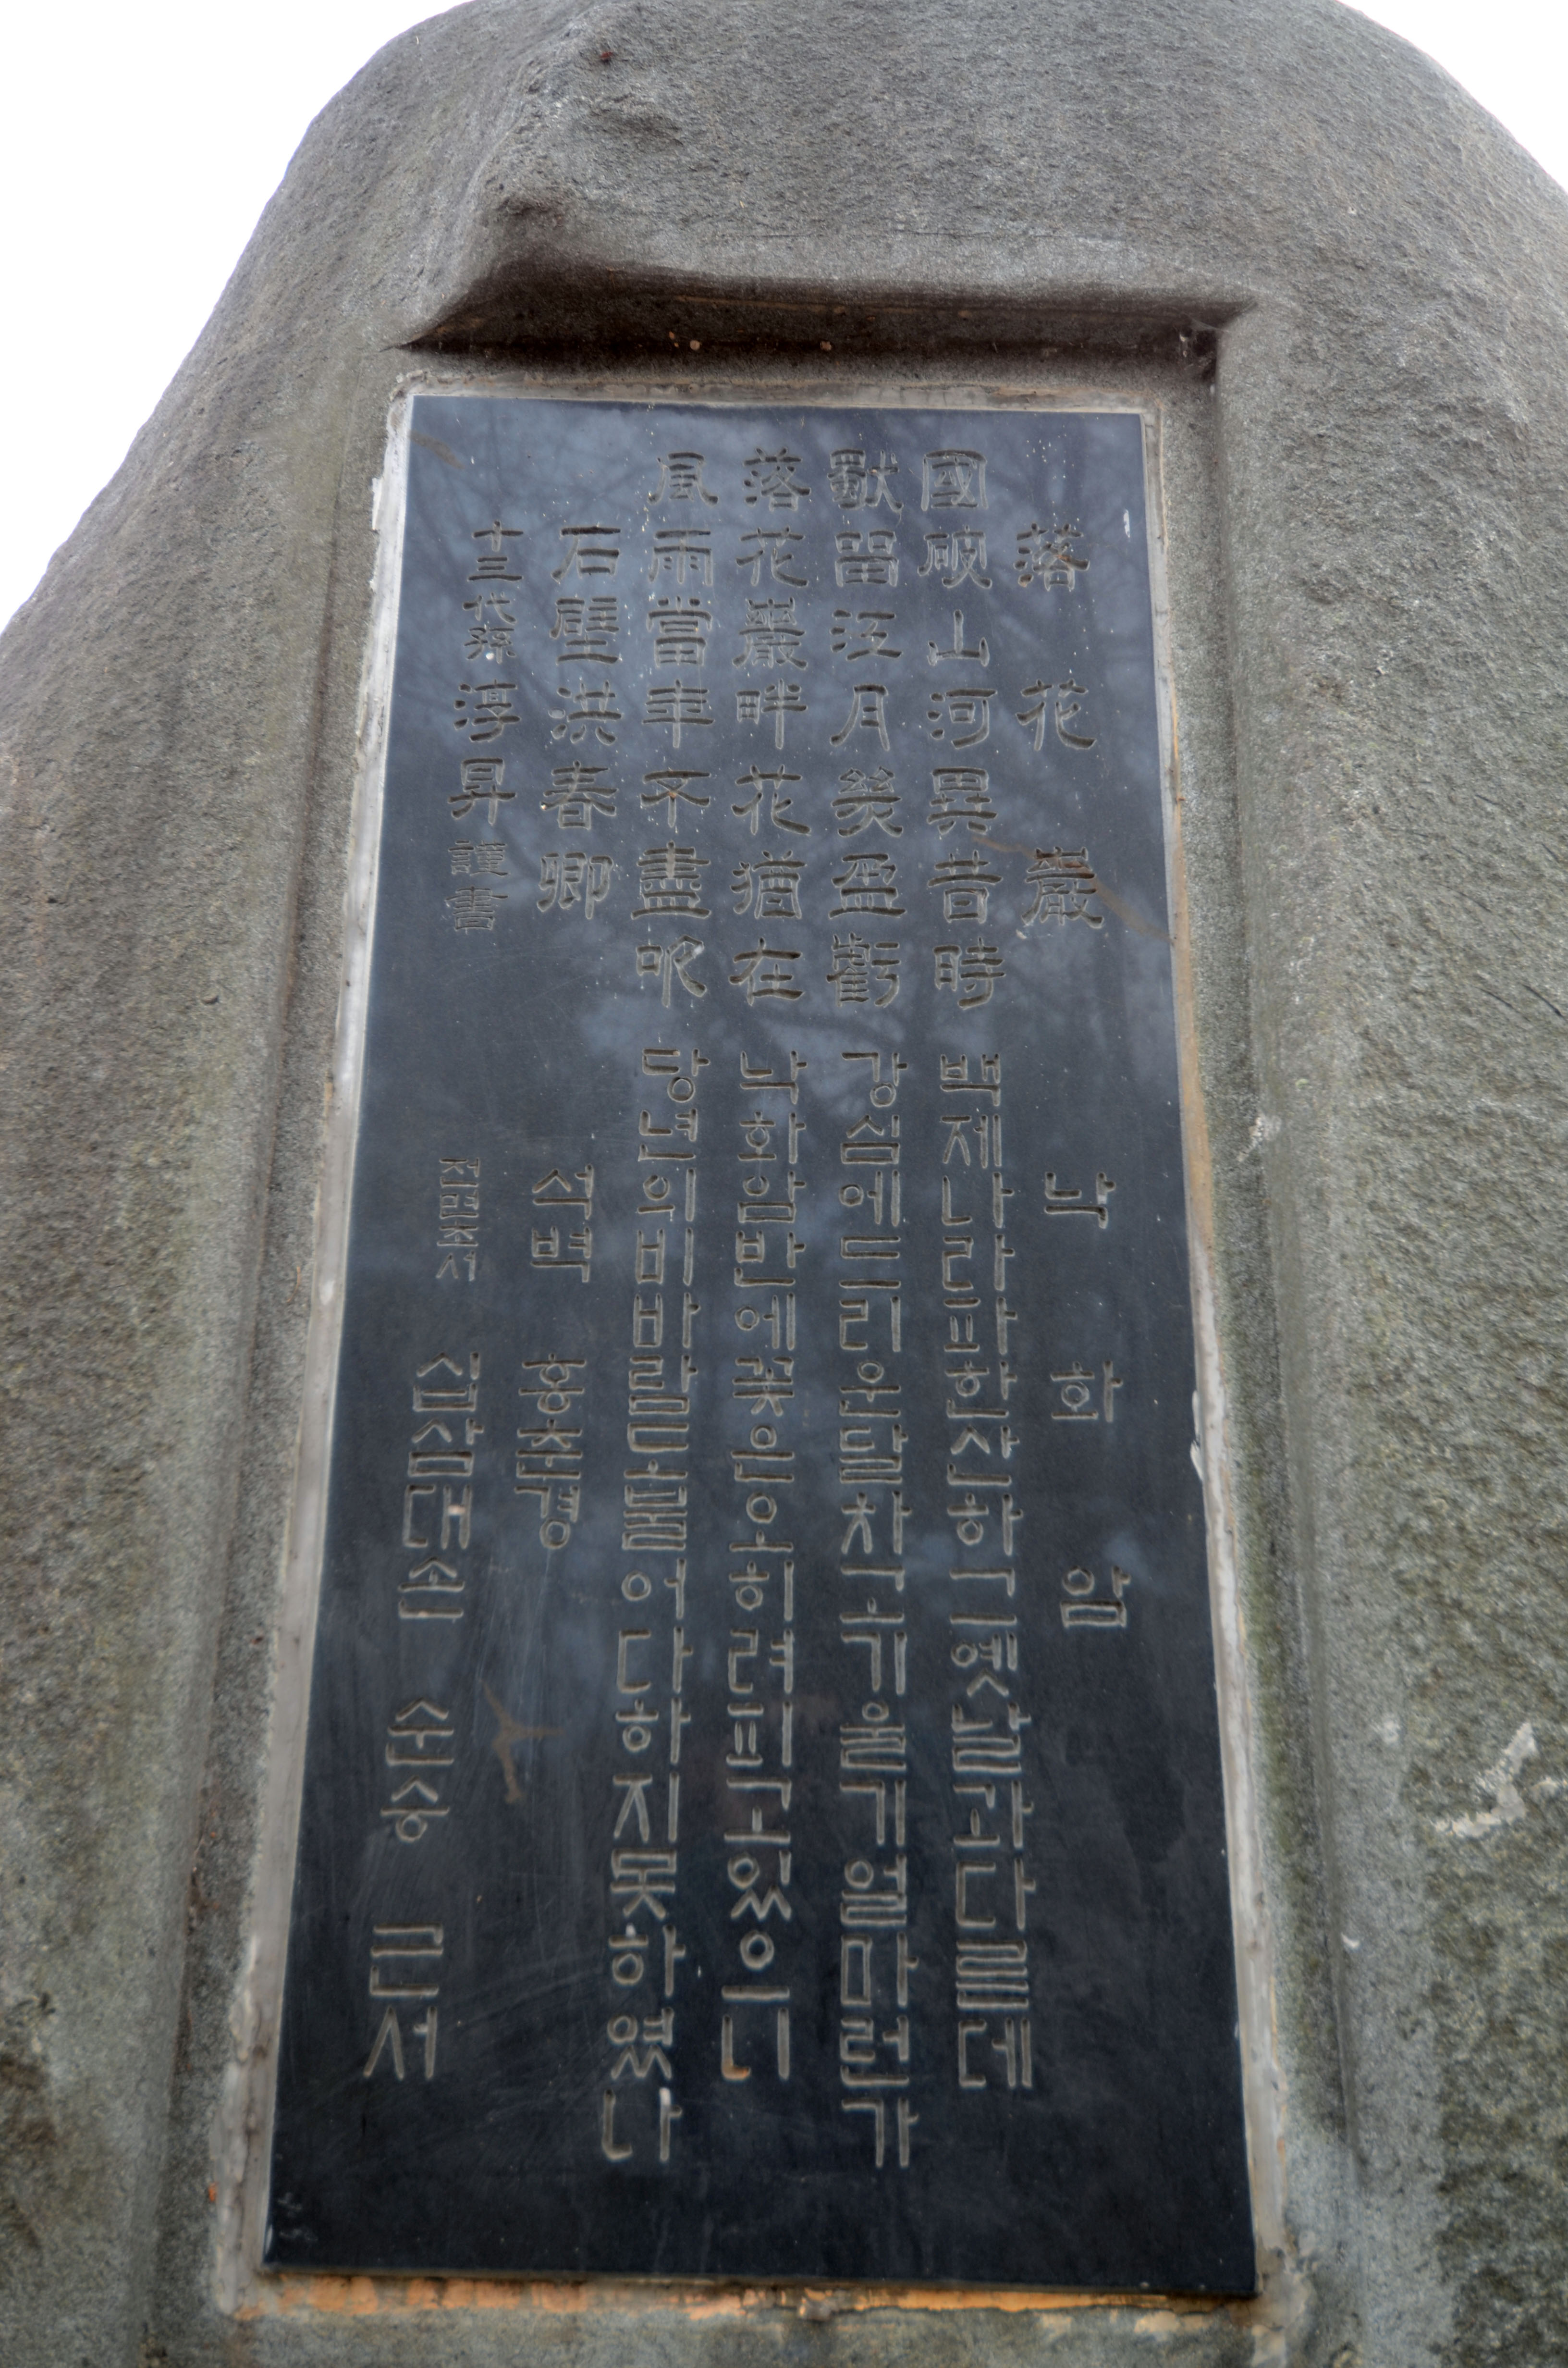 落花巖
國破山河異昔時
獨留江月幾盈虧
落花巖畔花猶在
風雨當年不盡吹
石壁洪春卿
十三代孫 淳昇 謹書
낙화암
백제나라파한산하그옛날과다를데
강심에드리운달차고기울기얼마런가
낙화암반에꽃은오히려피고있으니
당년의비바람도불어다하지못하였나
석벽 홍춘경
십삼대손 순승 근서